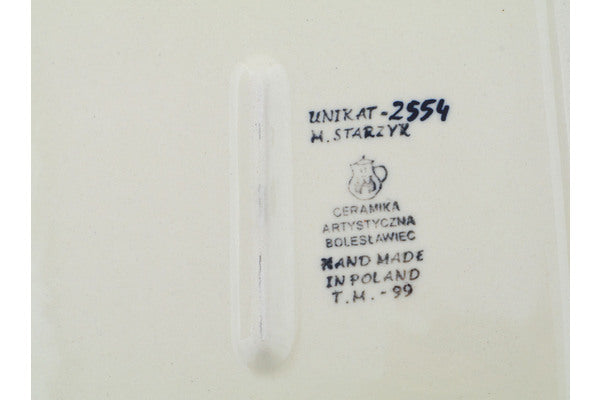 UNIKAT-2554
M. STARZYK
CERAMIKA
ARTYSTYCZNA
BOLESŁAWIEC
HAND MADE
IN POLAND
T.M.-99